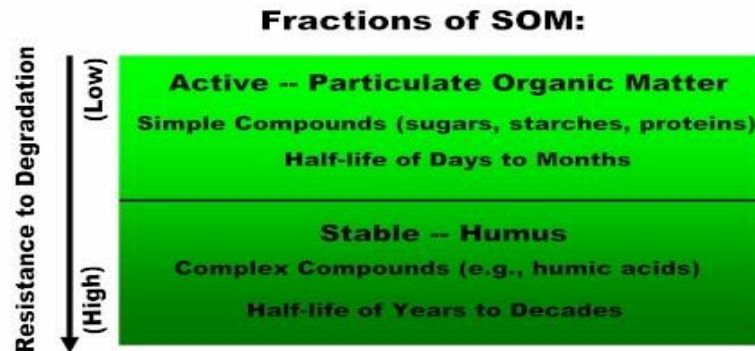 Fractions of SOM:
Resistance to Degradation
(Low)
(High)
Active -- Particulate Organic Matter
Simple Compounds (sugars, starches, proteins)
Half-life of Days to Months
Stable -- Humus
Complex Compounds (e.g., humic acids)
Half-life of Years to Decades